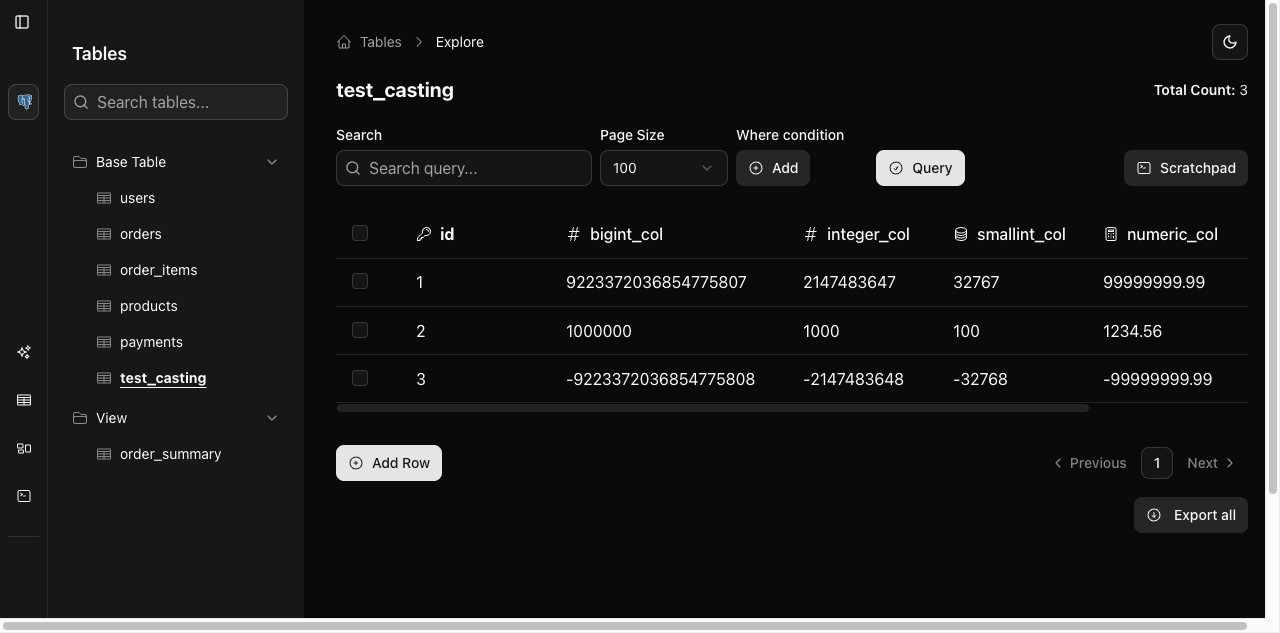 Tables
Search tables...
Base Table
users
orders
order_items
products
payments
test_casting
View
order_summary
Tables > Explore
test_casting
Total Count: 3
Search Page Size Where condition
Search query... 100 Add Query Scratchpad
id # bigint_col # integer_col smallint_col numeric_col
1 9223372036854775807 2147483647 32767 99999999.99
2 1000000 1000 100 1234.56
3 -9223372036854775808 -2147483648 -32768 -99999999.99
Add Row < Previous 1 Next >
Export all